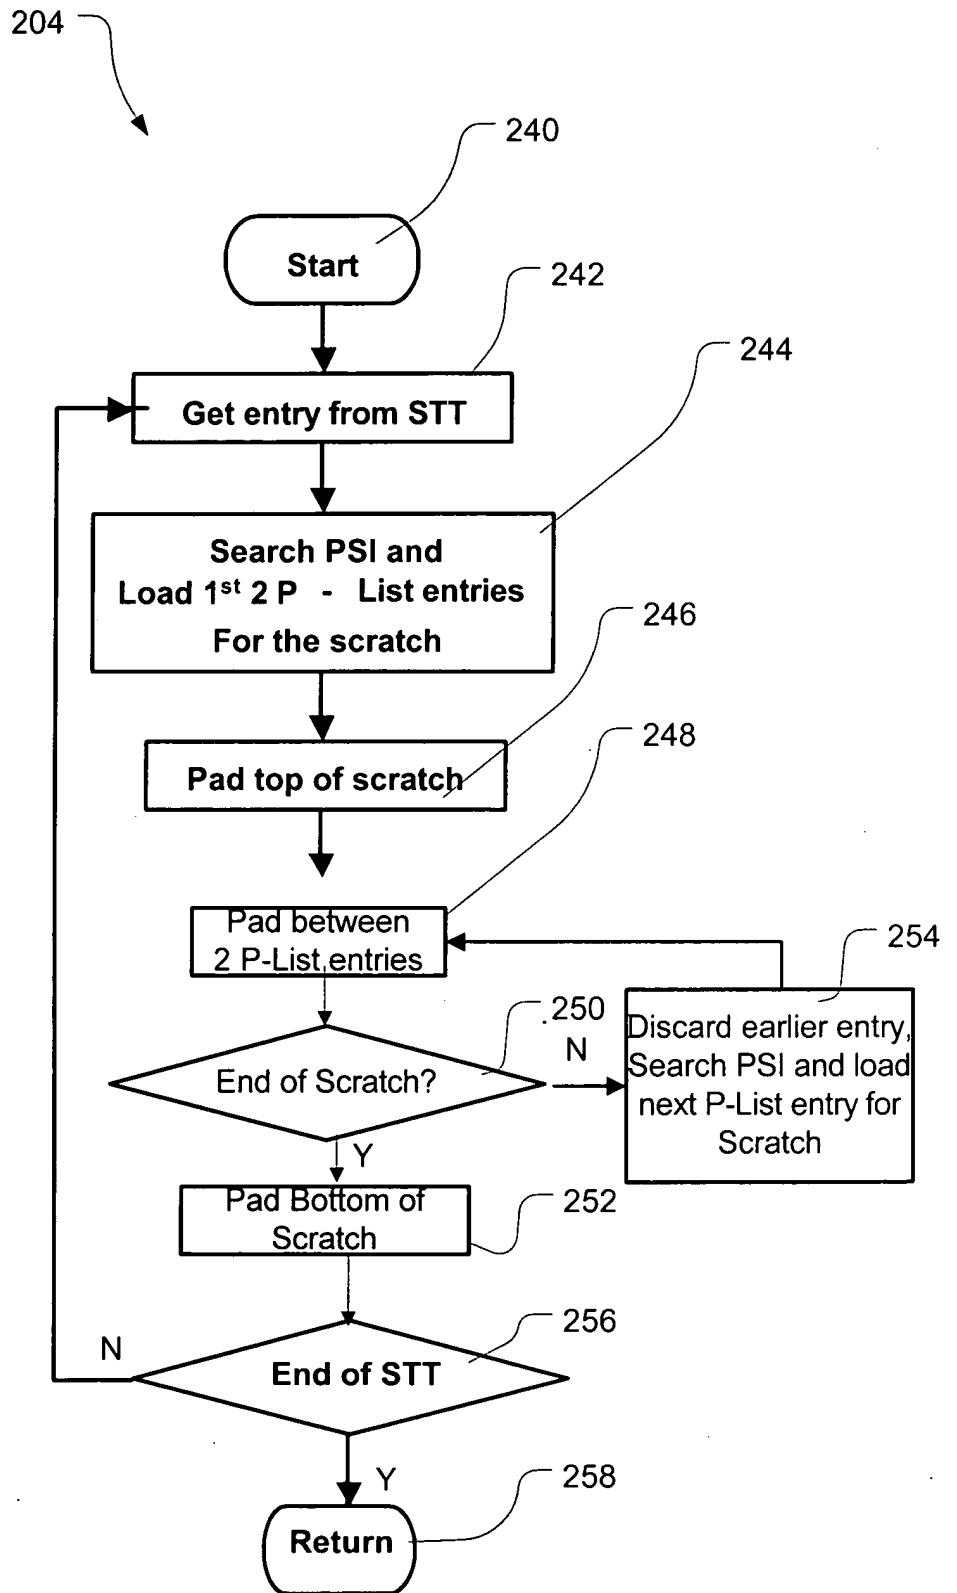 204
240
Start
242
244
Get entry from STT
Search PSI and
Load 1st 2 P - List entries
For the scratch
246
248
Pad top of scratch
Pad between
2 P-List entries
254
250
Discard earlier entry,
Search PSI and load
next P-List entry for
Scratch
N
End of Scratch?
Y
252
Pad Bottom of
Scratch
256
N
End of STT
Y
258
Return